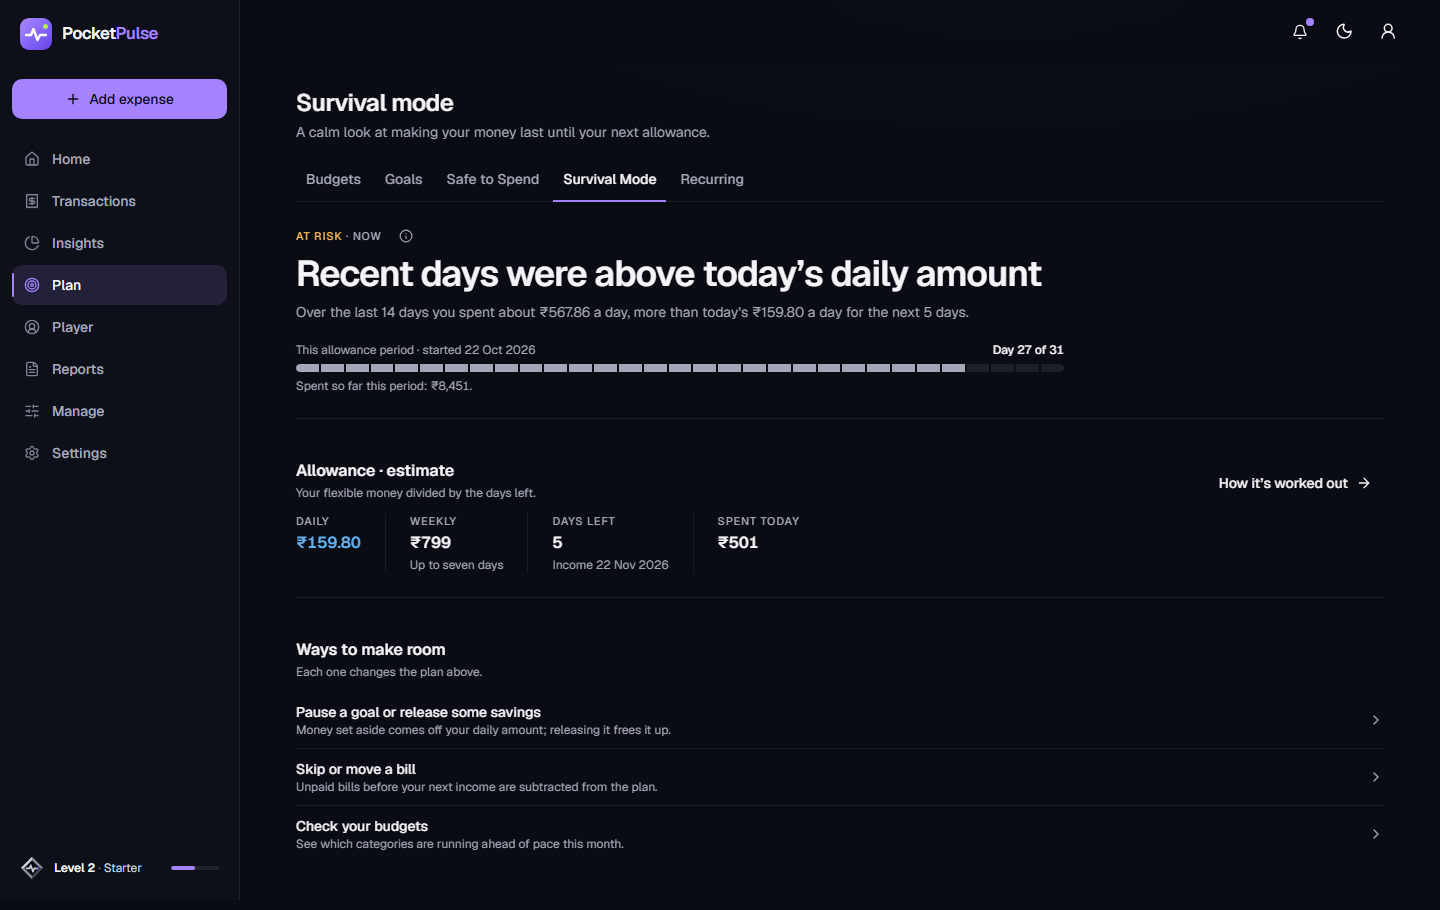 PocketPulse
Add expense
Home
Transactions
Insights
Plan
Player
Reports
Manage
Settings
Level 2 · Starter
Survival mode
A calm look at making your money last until your next allowance.
Budgets Goals Safe to Spend Survival Mode Recurring
AT RISK · NOW
Recent days were above today’s daily amount
Over the last 14 days you spent about ₹567.86 a day, more than today’s ₹159.80 a day for the next 5 days.
This allowance period · started 22 Oct 2026 Day 27 of 31
Spent so far this period: ₹8,451.
Allowance · estimate
Your flexible money divided by the days left.
How it’s worked out
DAILY WEEKLY DAYS LEFT SPENT TODAY
₹159.80 ₹799 5 ₹501
Up to seven days Income 22 Nov 2026
Ways to make room
Each one changes the plan above.
Pause a goal or release some savings
Money set aside comes off your daily amount; releasing it frees it up.
Skip or move a bill
Unpaid bills before your next income are subtracted from the plan.
Check your budgets
See which categories are running ahead of pace this month.